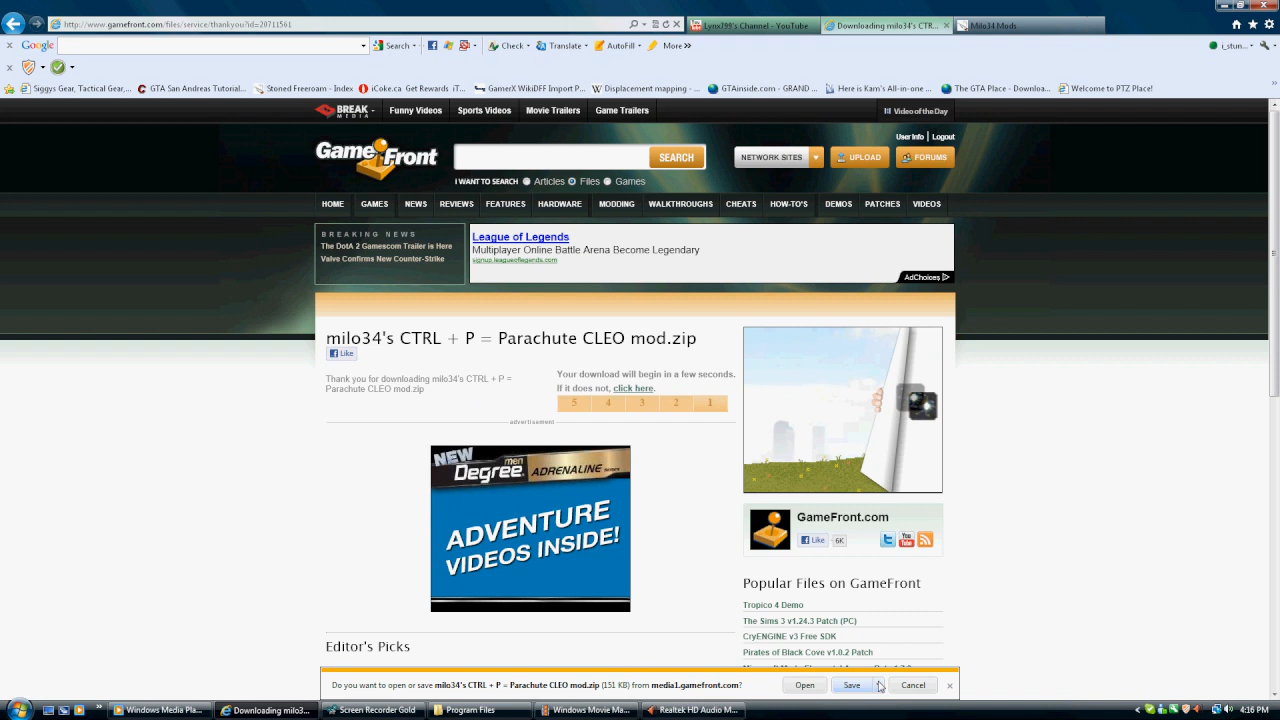 http://www.gamefront.com/files/service/thankyou?id=20711561
Lynx799's Channel - YouTube
Downloading milo34's CTR...
Milo34 Mods
Google
Search
Check
Translate
AutoFill
More »
i_stun...
Siggys Gear, Tactical Gear,...
GTA San Andreas Tutorial...
Stoned Freeroam - Index
iCoke.ca Get Rewards iT...
GamerX WikiDFF Import P...
Displacement mapping - ...
GTAinside.com - GRAND ...
Here is Kam's All-in-one ...
The GTA Place - Downloa...
Welcome to PTZ Place!
BREAK MEDIA
Funny Videos
Sports Videos
Movie Trailers
Game Trailers
Video of the Day
User Info | Logout
GameFront
SEARCH
NETWORK SITES
UPLOAD
FORUMS
I WANT TO SEARCH
Articles
Files
Games
HOME
GAMES
NEWS
REVIEWS
FEATURES
HARDWARE
MODDING
WALKTHROUGHS
CHEATS
HOW-TO'S
DEMOS
PATCHES
VIDEOS
BREAKING NEWS
The DotA 2 Gamescom Trailer is Here
Valve Confirms New Counter-Strike
League of Legends
Multiplayer Online Battle Arena Become Legendary
signup.leagueoflegends.com
AdChoices
milo34's CTRL + P = Parachute CLEO mod.zip
Like
Thank you for downloading milo34's CTRL + P =
Parachute CLEO mod.zip
Your download will begin in a few seconds.
If it does not, click here.
5 4 3 2 1
advertisement
NEW
Degree men
ADRENALINE SERIES
ADVENTURE
VIDEOS INSIDE!
GameFront.com
Like 6K
Popular Files on GameFront
Tropico 4 Demo
The Sims 3 v1.24.3 Patch (PC)
CryENGINE v3 Free SDK
Pirates of Black Cove v1.0.2 Patch
Editor's Picks
Do you want to open or save milo34's CTRL + P = Parachute CLEO mod.zip (151 KB) from media1.gamefront.com?
Open
Save
Cancel
Windows Media Pla...
Downloading milo3...
Screen Recorder Gold
Program Files
Windows Movie Ma...
Realtek HD Audio M...
4:16 PM